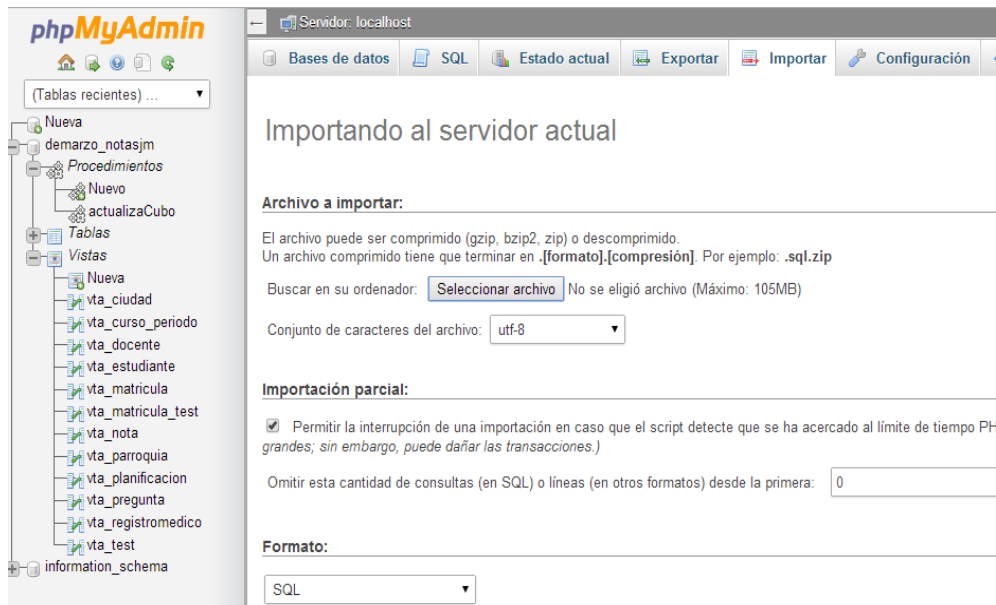 phpMyAdmin
(Tablas recientes) ...
Nueva
demarzo_notasjm
Procedimientos
Nuevo
actualizaCubo
Tablas
Vistas
Nueva
vta_ciudad
vta_curso_periodo
vta_docente
vta_estudiante
vta_matricula
vta_matricula_test
vta_nota
vta_parroquia
vta_planificacion
vta_pregunta
vta_registromedico
vta_test
information_schema
Servidor: localhost
Bases de datos SQL Estado actual Exportar Importar Configuración
Importando al servidor actual
Archivo a importar:
El archivo puede ser comprimido (gzip, bzip2, zip) o descomprimido.
Un archivo comprimido tiene que terminar en .[formato].[compresión]. Por ejemplo: .sql.zip
Buscar en su ordenador: Seleccionar archivo No se eligió archivo (Máximo: 105MB)
Conjunto de caracteres del archivo: utf-8
Importación parcial:
Permitir la interrupción de una importación en caso que el script detecte que se ha acercado al límite de tiempo PH
grandes; sin embargo, puede dañar las transacciones.)
Omitir esta cantidad de consultas (en SQL) o líneas (en otros formatos) desde la primera: 0
Formato:
SQL